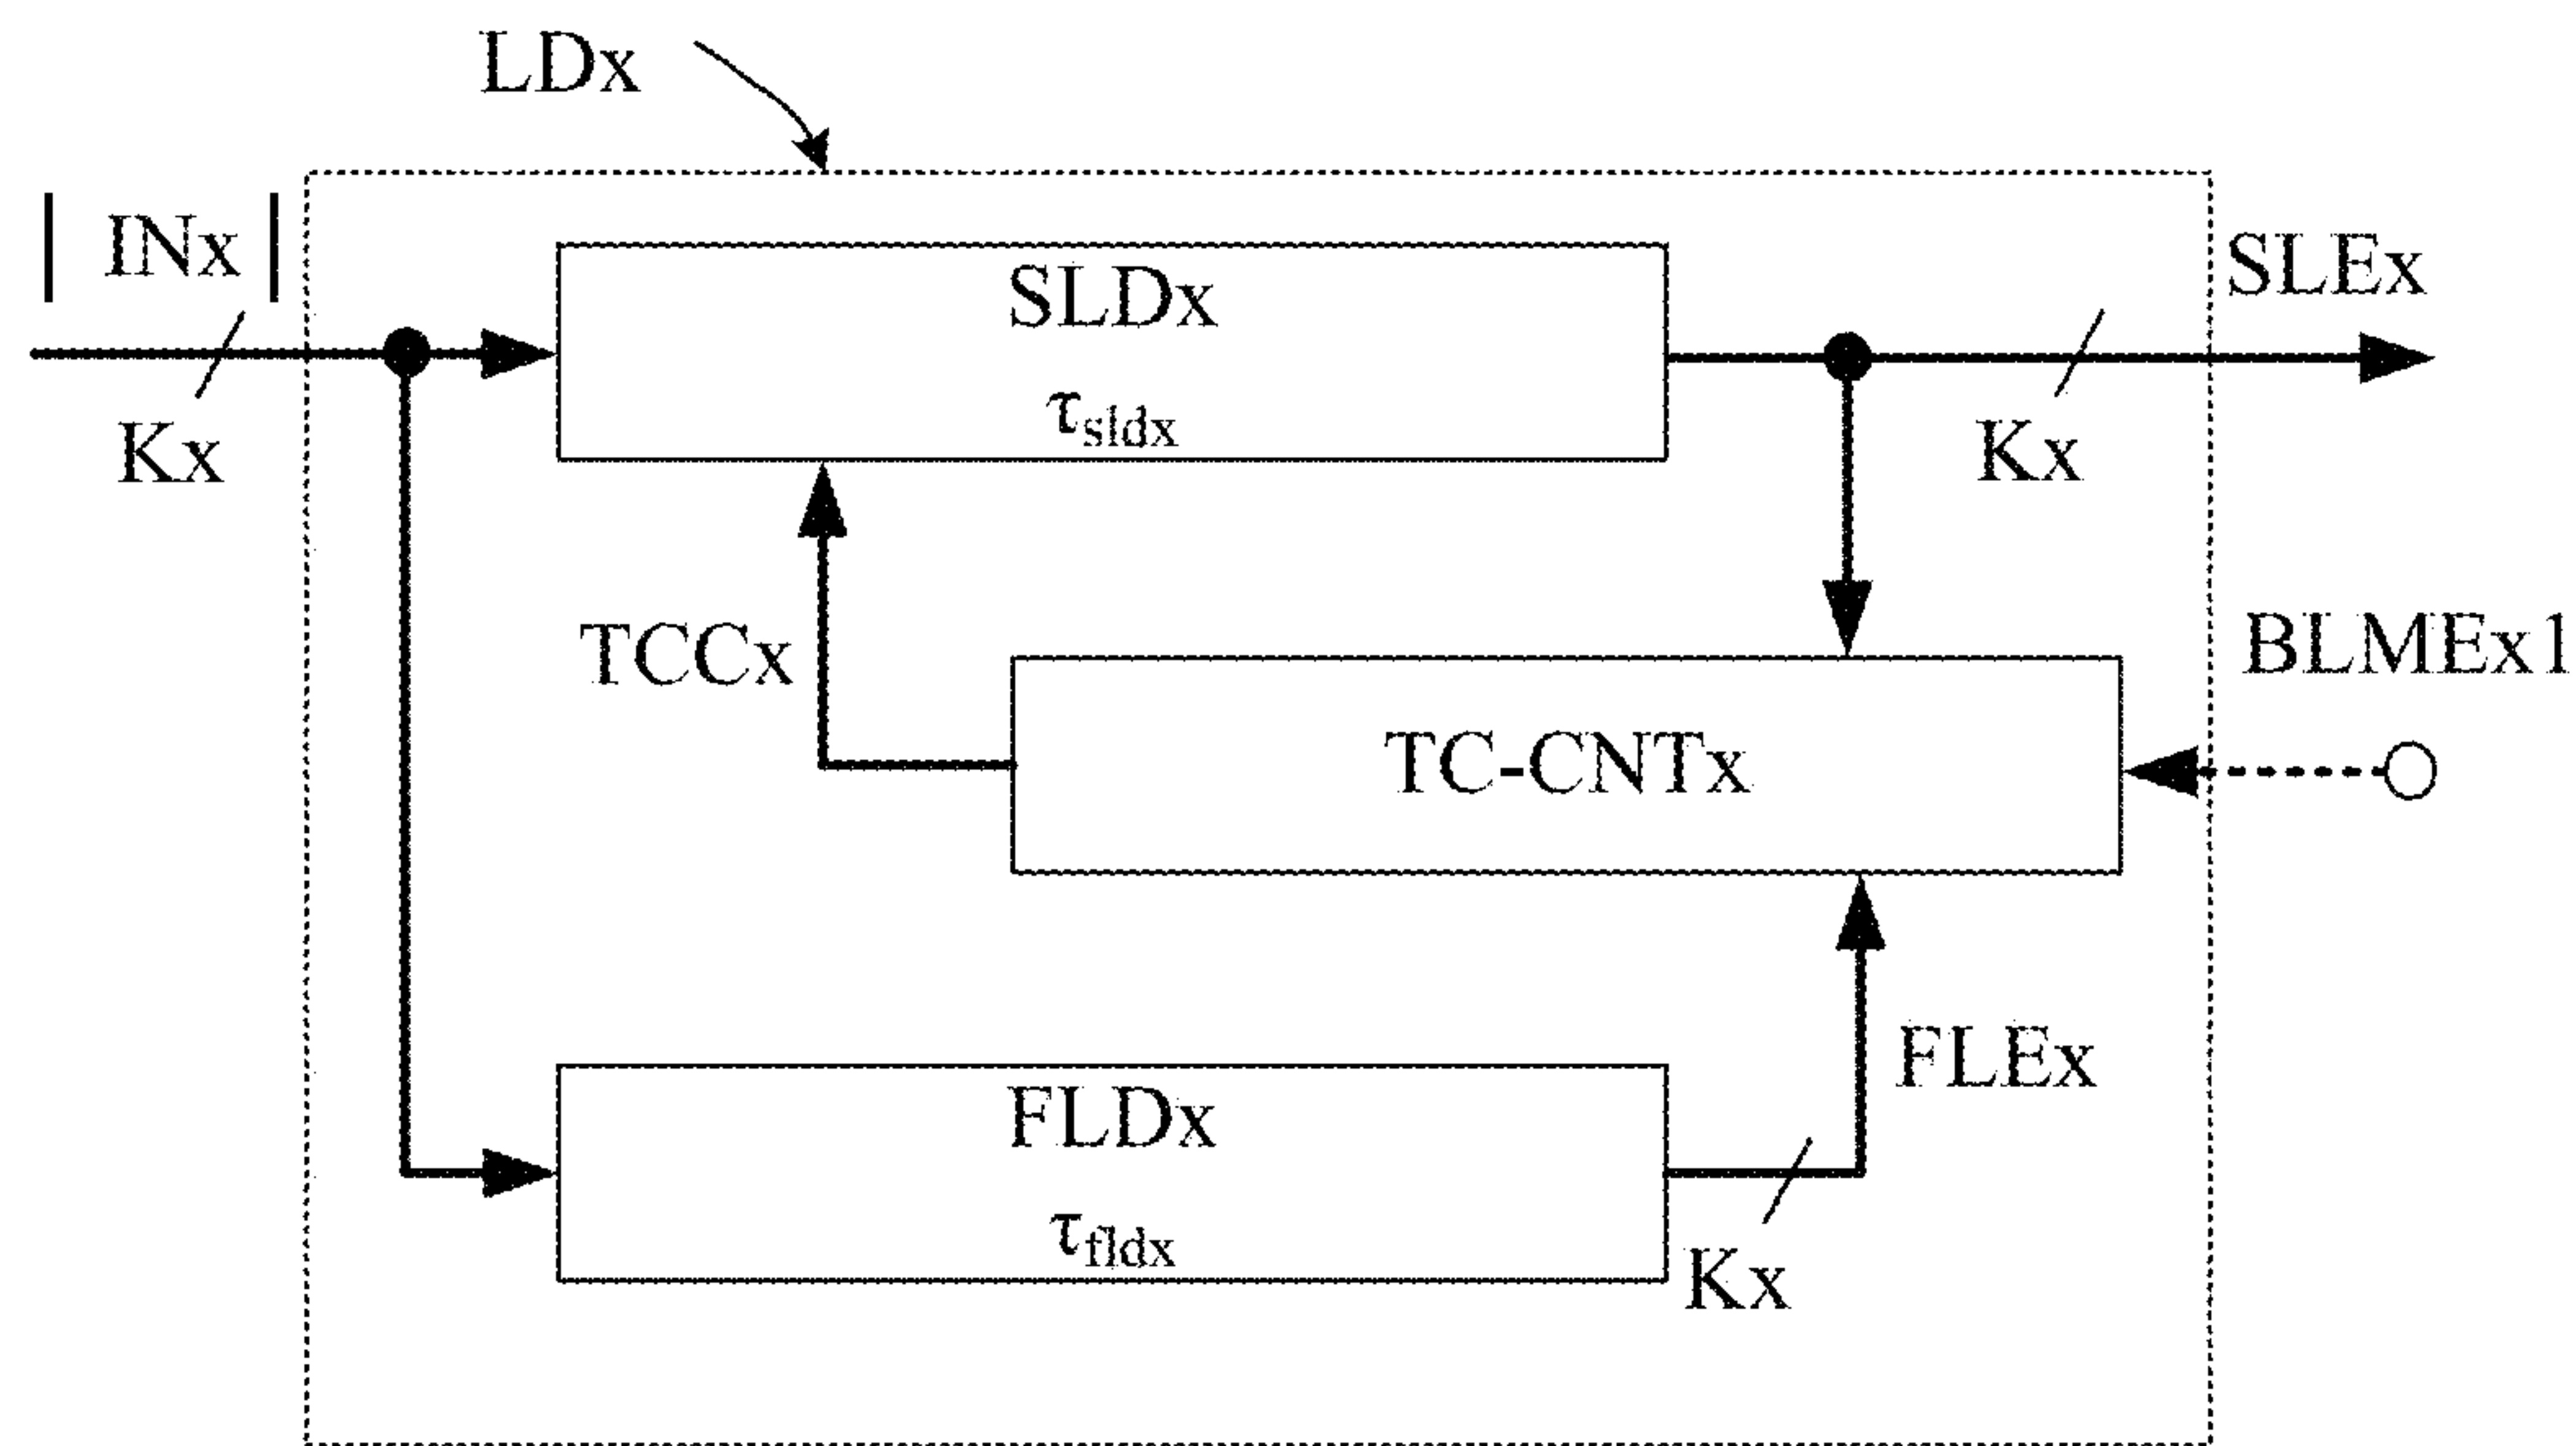 LDx
| INx |
Kx
SLDx
τsldx
SLEx
Kx
TCCx
BLMEx1
TC-CNTx
FLEx
FLDx
τfldx
Kx